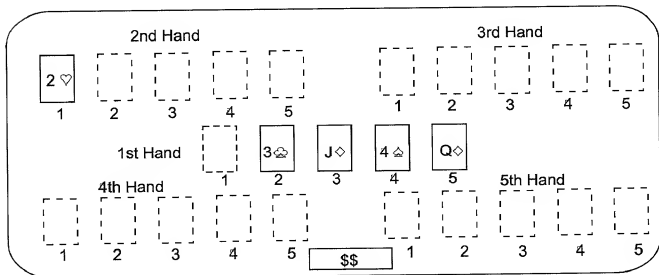 2nd Hand 3rd Hand
2♡
1 2 3 4 5 1 2 3 4 5
1st Hand 3♧ J♢ 4♤ Q♢
1 2 3 4 5
4th Hand 5th Hand
1 2 3 4 5 1 2 3 4 5
$$